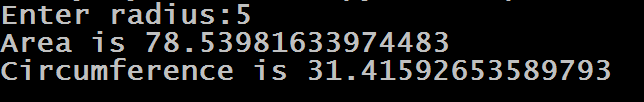 Enter radius:5
Area is 78.53981633974483
Circumference is 31.41592653589793